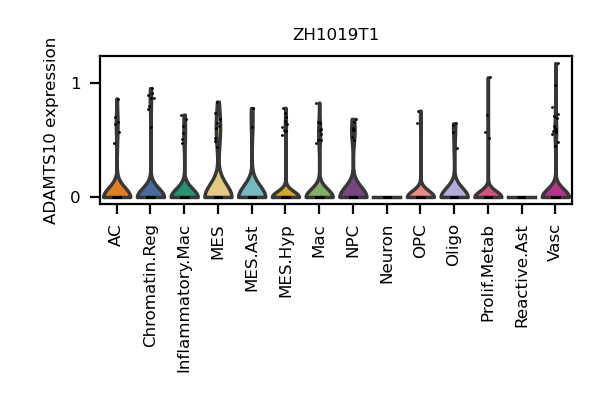 ZH1019T1
ADAMTS10 expression
1
0
AC
Chromatin.Reg
Inflammatory.Mac
MES
MES.Ast
MES.Hyp
Mac
NPC
Neuron
OPC
Oligo
Prolif.Metab
Reactive.Ast
Vasc